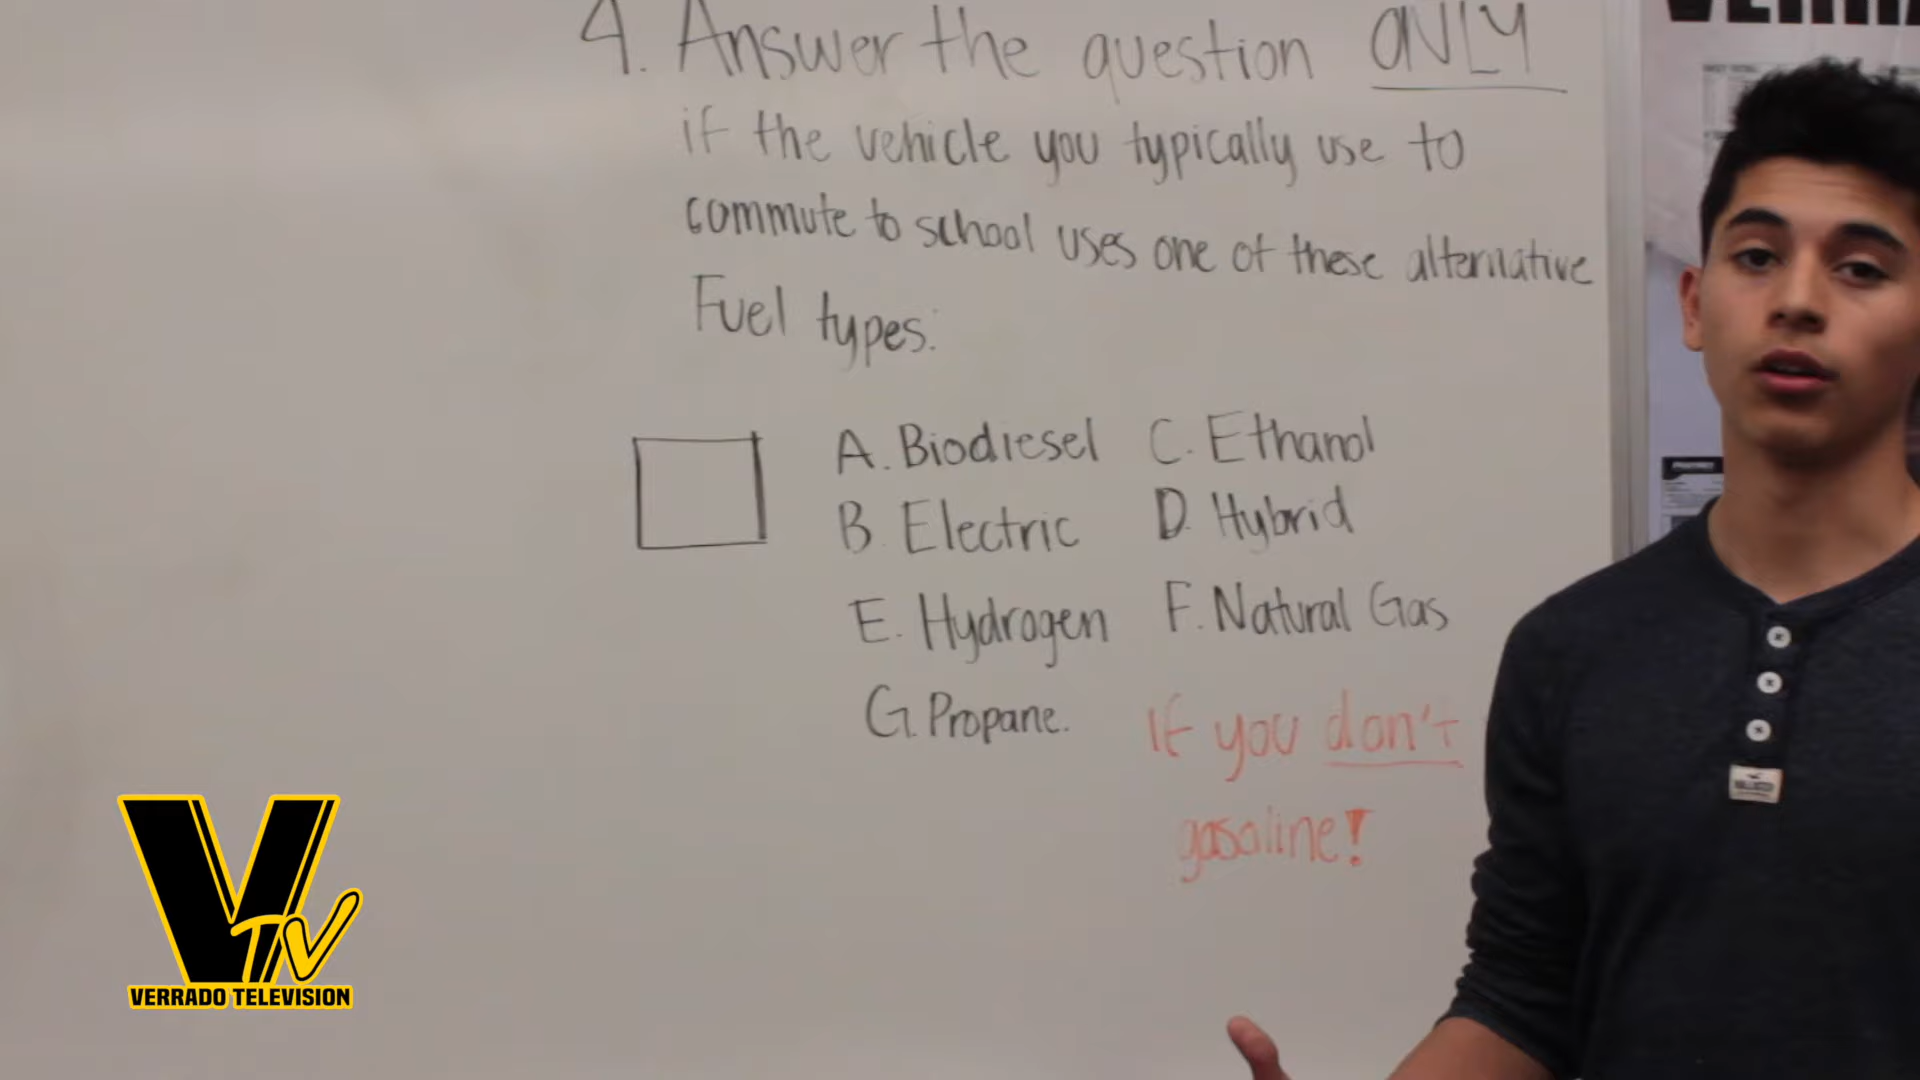 4. Answer the question ONLY
if the vehicle you typically use to
commute to school uses one of these alternative
Fuel types:
A. Biodiesel C. Ethanol
B. Electric D. Hybrid
E. Hydrogen F. Natural Gas
G. Propane.
If you don't
gasoline!
VTV
VERRADO TELEVISION